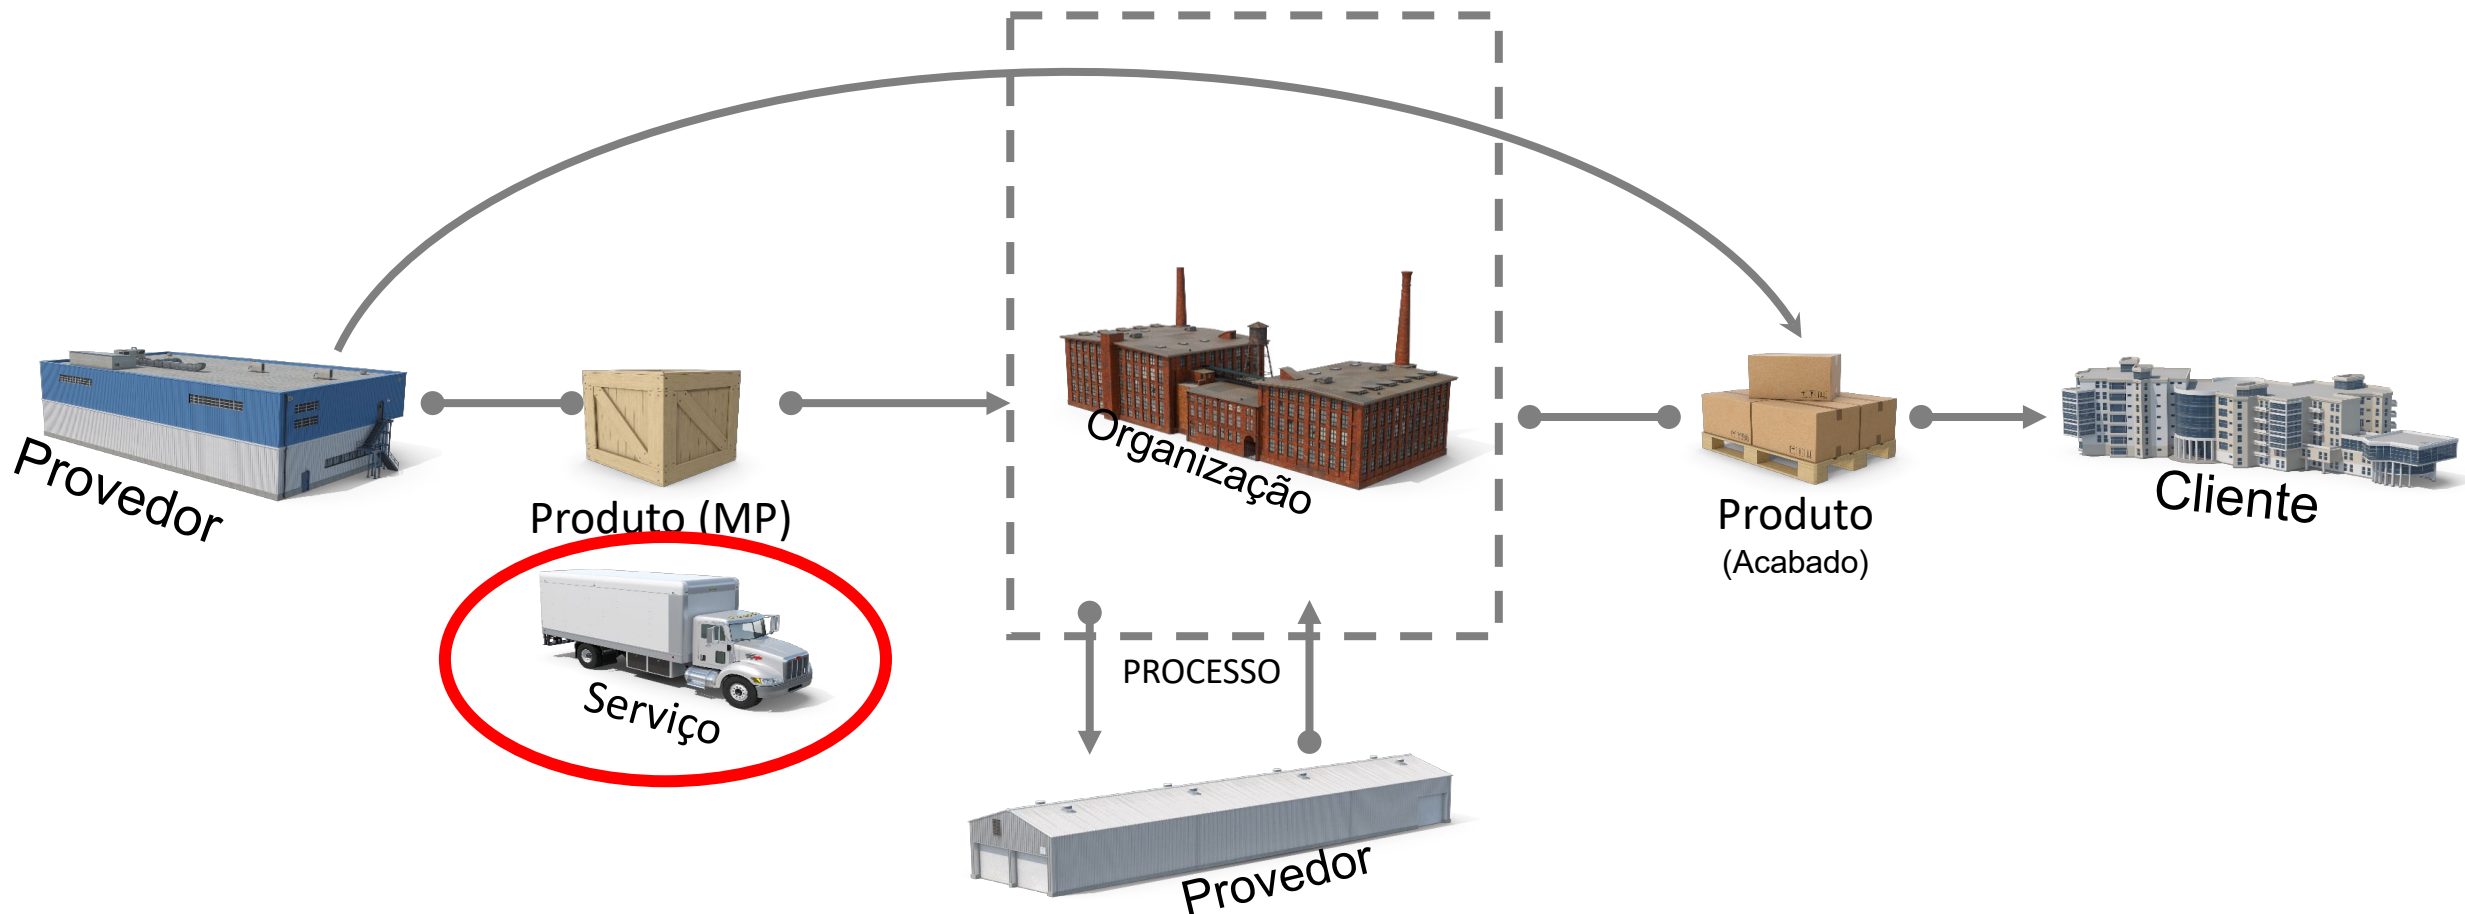 Provedor
Produto (MP)
Serviço
Organização
PROCESSO
Provedor
Produto
(Acabado)
Cliente